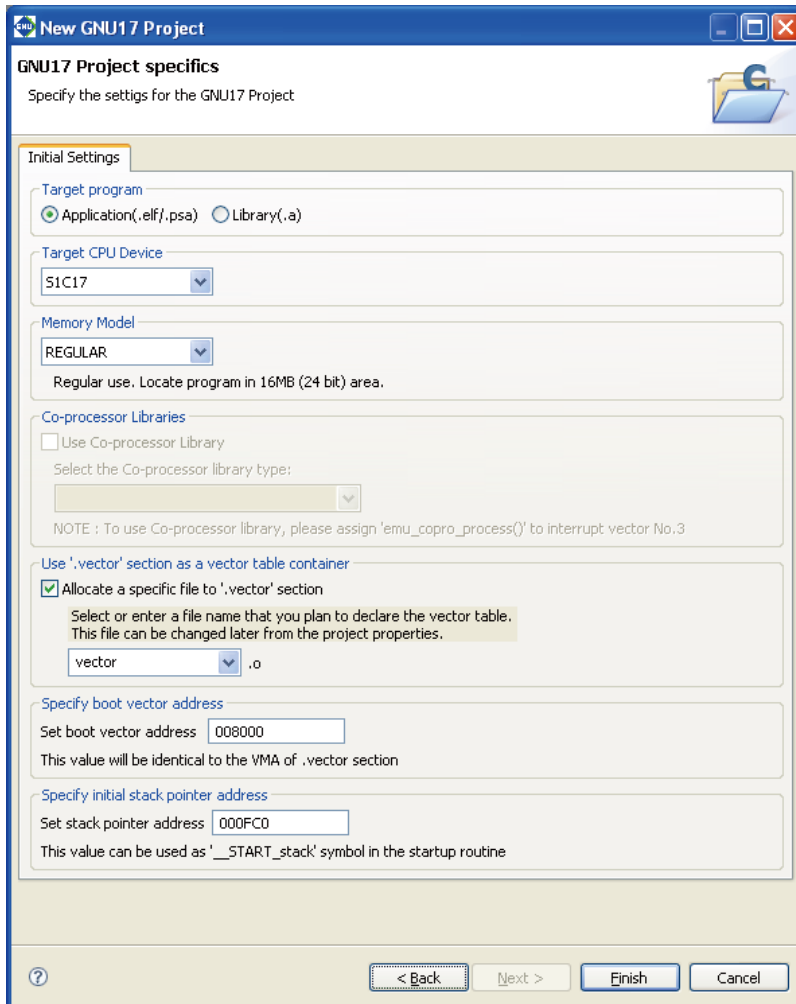 New GNU17 Project
GNU17 Project specifics
Specify the settigs for the GNU17 Project
Initial Settings
Target program
Application(.elf/.psa) Library(.a)
Target CPU Device
S1C17
Memory Model
REGULAR
Regular use. Locate program in 16MB (24 bit) area.
Co-processor Libraries
Use Co-processor Library
Select the Co-processor library type:
NOTE : To use Co-processor library, please assign 'emu_copro_process()' to interrupt vector No.3
Use '.vector' section as a vector table container
Allocate a specific file to '.vector' section
Select or enter a file name that you plan to declare the vector table.
This file can be changed later from the project properties.
vector .o
Specify boot vector address
Set boot vector address 008000
This value will be identical to the VMA of .vector section
Specify initial stack pointer address
Set stack pointer address 000FC0
This value can be used as '__START_stack' symbol in the startup routine
? < Back Next > Finish Cancel